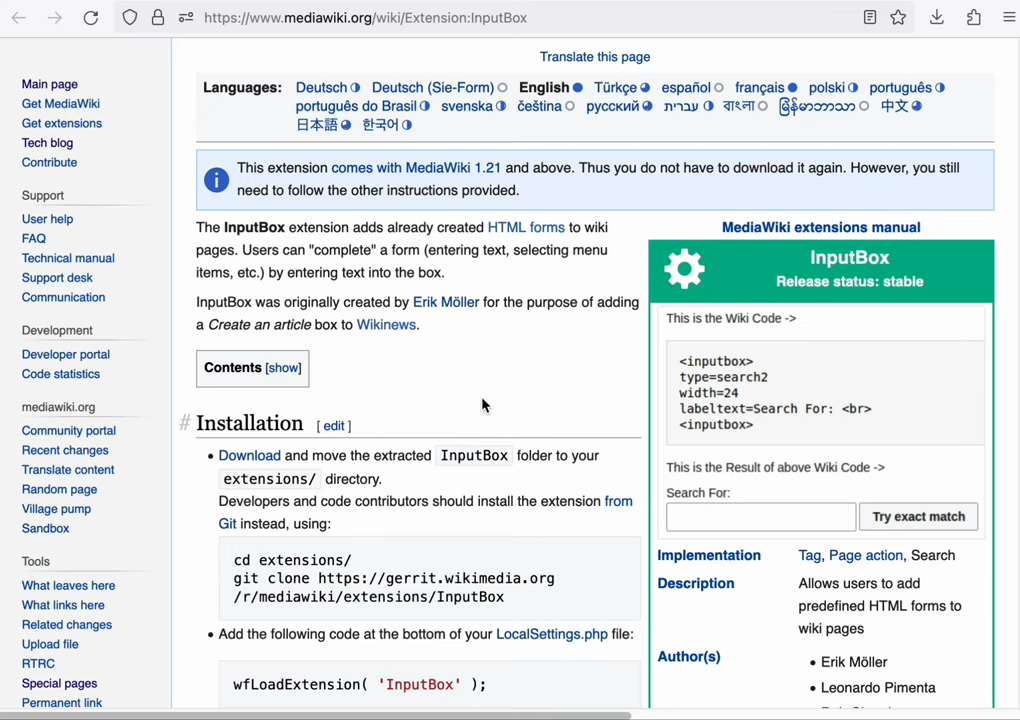 https://www.mediawiki.org/wiki/Extension:InputBox
Translate this page
Languages: Deutsch Deutsch (Sie-Form) English Türkçe español français polski português
português do Brasil svenska čeština русский עברית বাংলা မြန်မာဘာသာ 中文
日本語 한국어
Main page
Get MediaWiki
Get extensions
Tech blog
Contribute
Support
User help
FAQ
Technical manual
Support desk
Communication
Development
Developer portal
Code statistics
mediawiki.org
Community portal
Recent changes
Translate content
Random page
Village pump
Sandbox
Tools
What leaves here
What links here
Related changes
Upload file
RTRC
Special pages
Permanent link
This extension comes with MediaWiki 1.21 and above. Thus you do not have to download it again. However, you still
need to follow the other instructions provided.
The InputBox extension adds already created HTML forms to wiki
pages. Users can "complete" a form (entering text, selecting menu
items, etc.) by entering text into the box.
InputBox was originally created by Erik Möller for the purpose of adding
a Create an article box to Wikinews.
Contents [show]
# Installation [ edit ]
• Download and move the extracted InputBox folder to your
extensions/ directory.
Developers and code contributors should install the extension from
Git instead, using:
cd extensions/
git clone https://gerrit.wikimedia.org
/r/mediawiki/extensions/InputBox
• Add the following code at the bottom of your LocalSettings.php file:
wfLoadExtension( 'InputBox' );
MediaWiki extensions manual
InputBox
Release status: stable
This is the Wiki Code ->
<inputbox>
type=search2
width=24
labeltext=Search For: <br>
<inputbox>
This is the Result of above Wiki Code ->
Search For:
Try exact match
Implementation Tag, Page action, Search
Description Allows users to add
predefined HTML forms to
wiki pages
Author(s) • Erik Möller
• Leonardo Pimenta